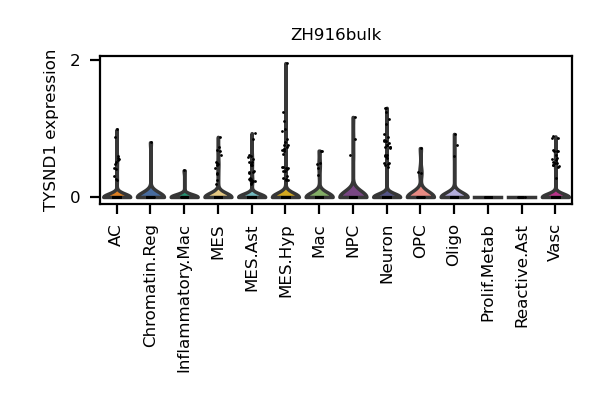 ZH916bulk
TYSND1 expression
2
0
AC
Chromatin.Reg
Inflammatory.Mac
MES
MES.Ast
MES.Hyp
Mac
NPC
Neuron
OPC
Oligo
Prolif.Metab
Reactive.Ast
Vasc